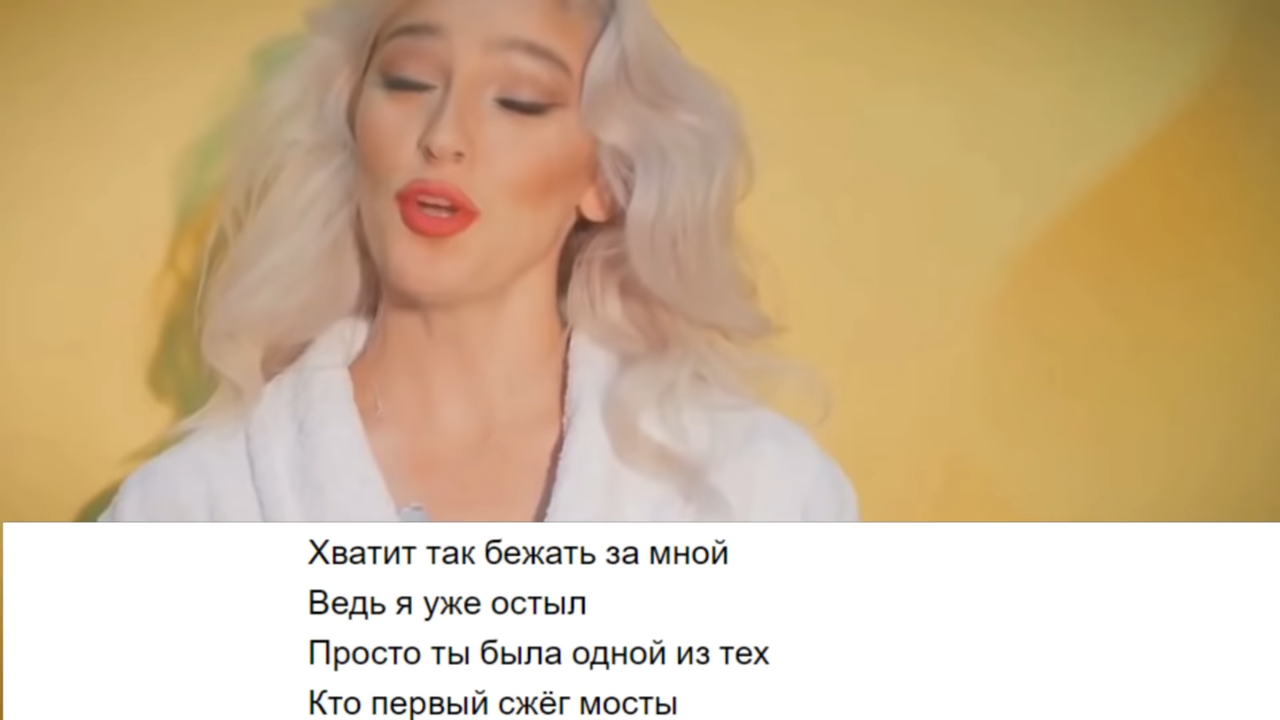 Хватит так бежать за мной
Ведь я уже остыл
Просто ты была одной из тех
Кто первый сжёг мосты